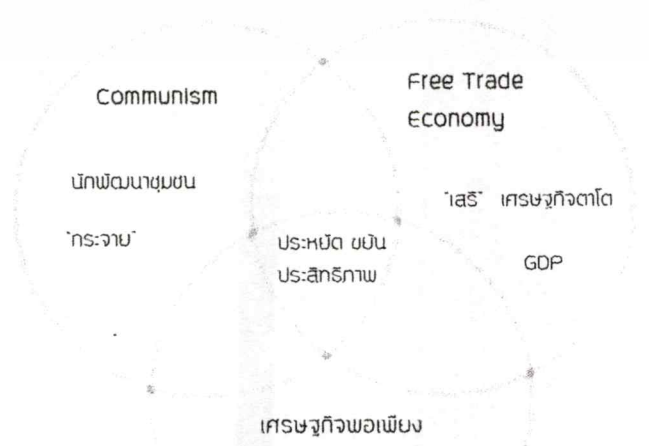 Communism
Free Trade
Economy
นักพัฒนาชุมชน
"กระจาย"
"เสรี" เศรษฐกิจตาโต
GDP
ประหยัด ขยัน
ประสิทธิภาพ
เศรษฐกิจพอเพียง